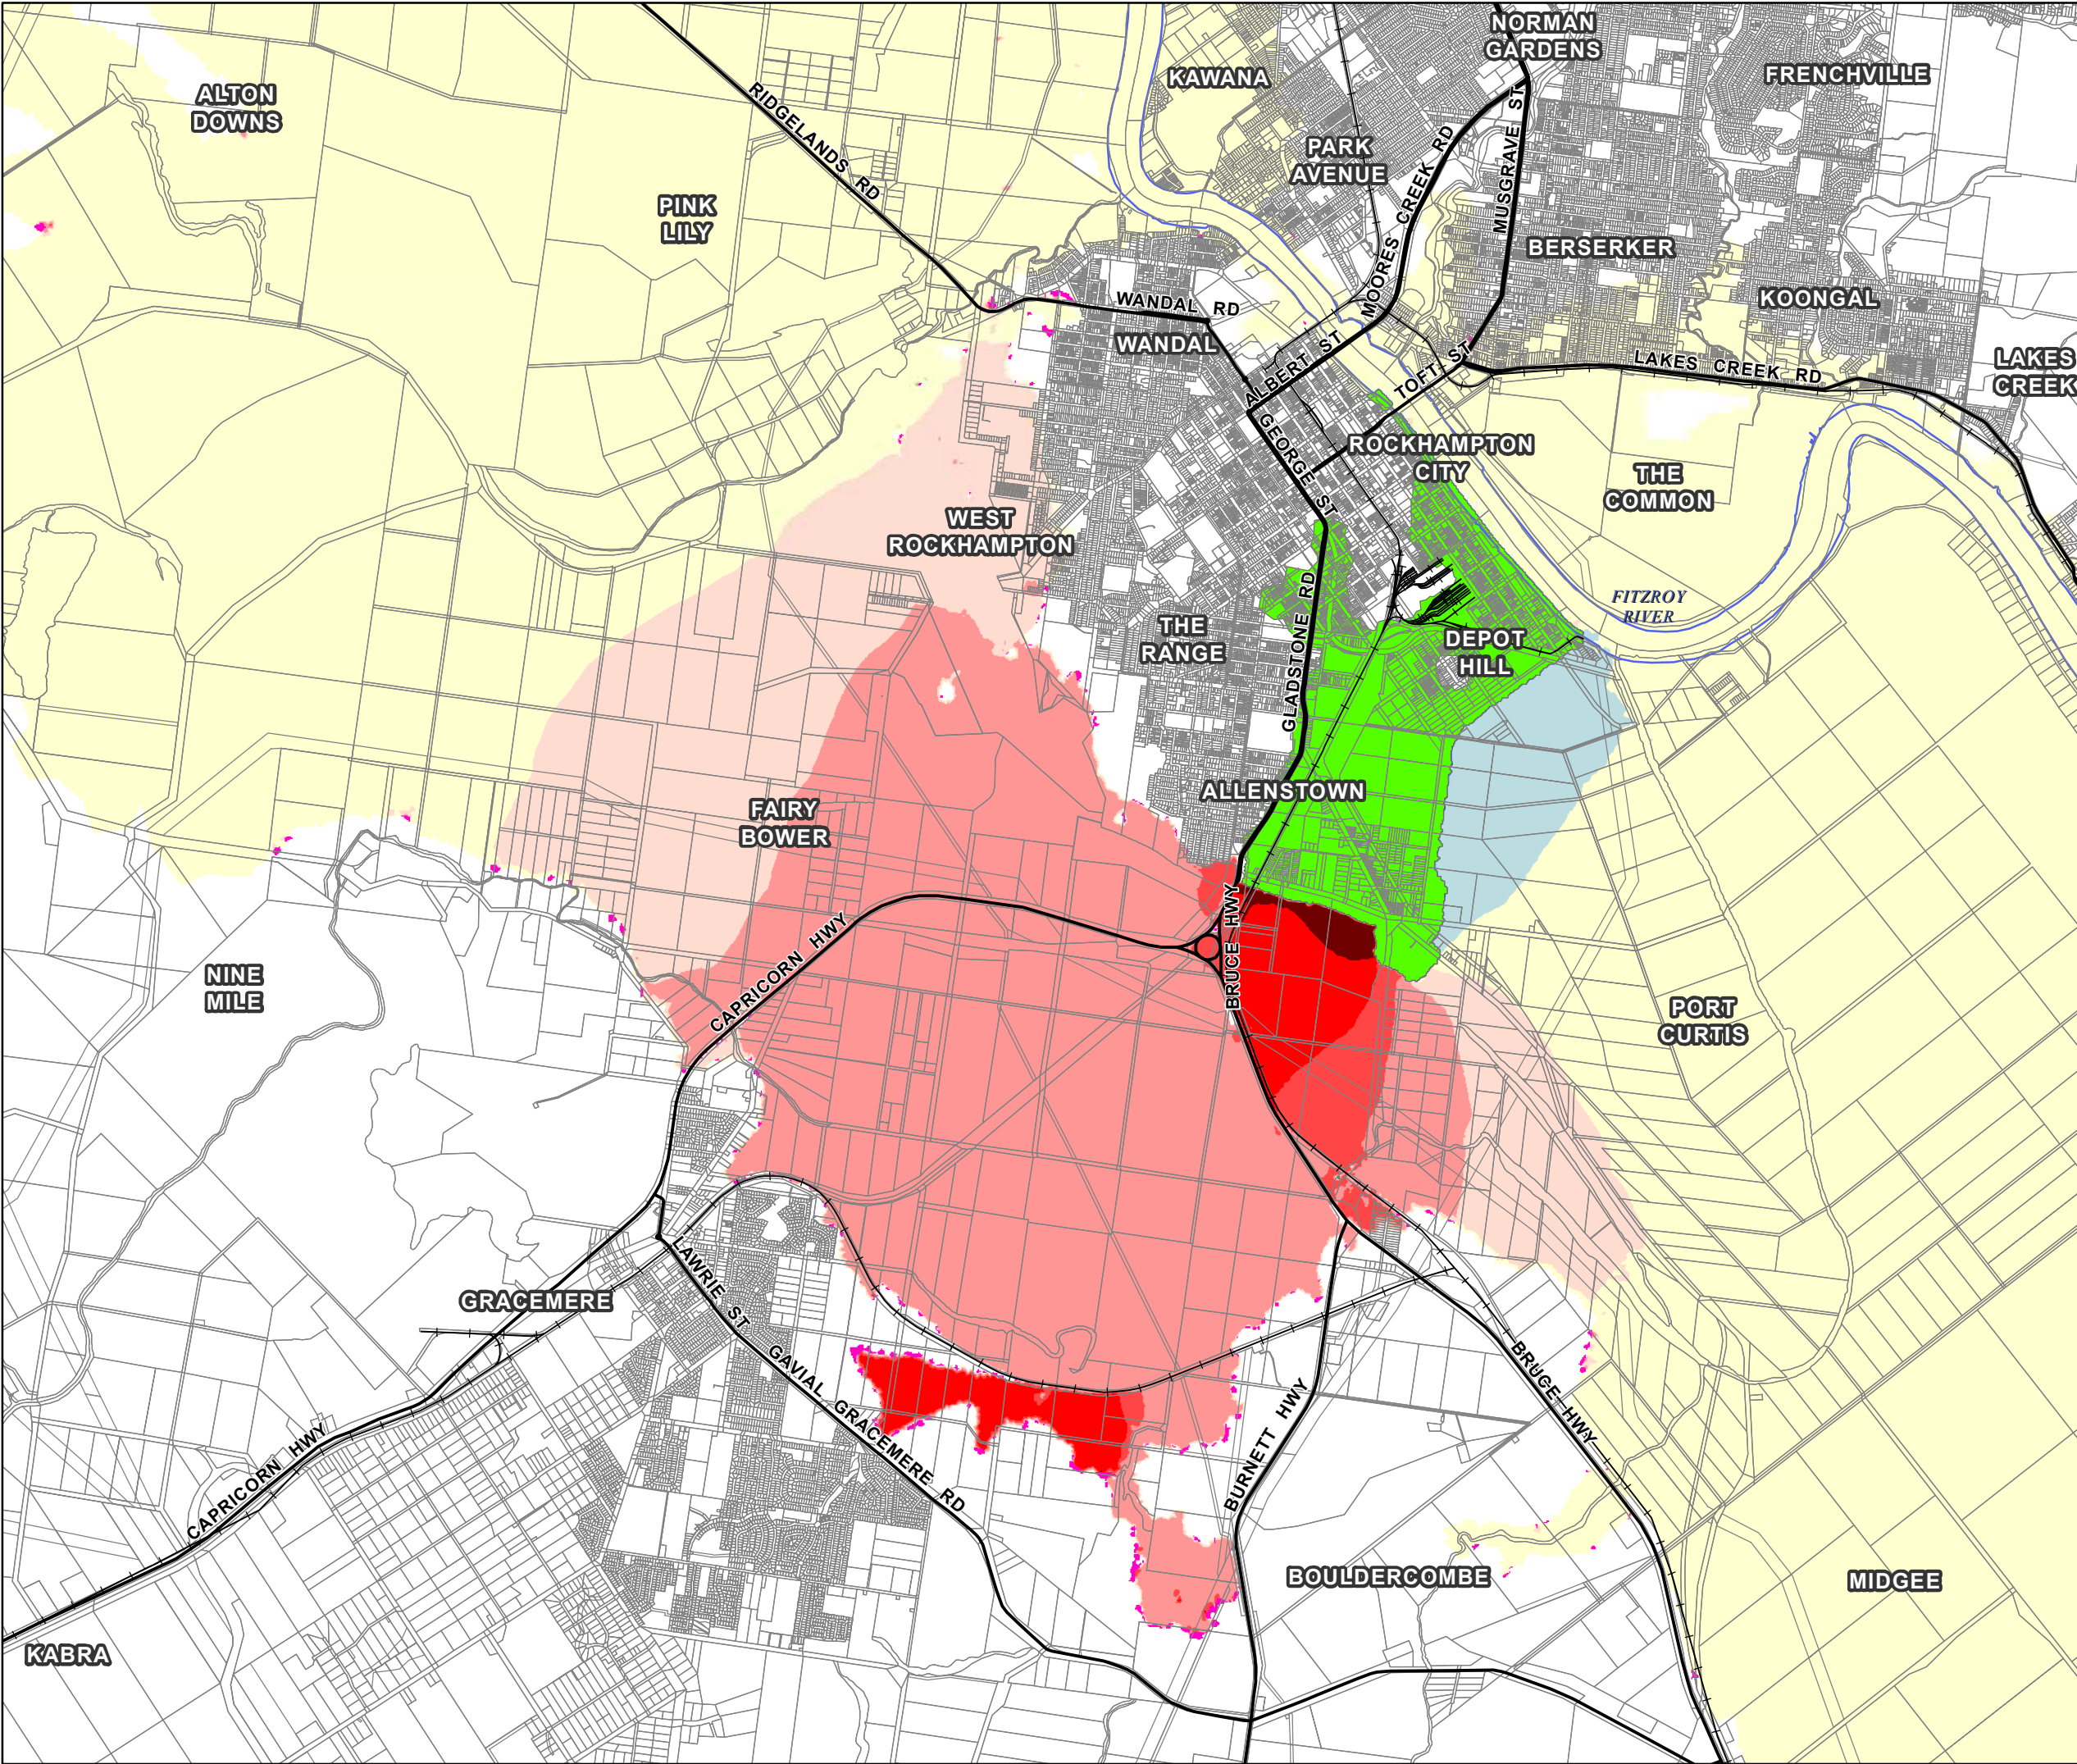 NORMAN
GARDENS
KAWANA
FRENCHVILLE
ALTON
DOWNS
RIDGELANDS RD
PARK
AVENUE
MOORES CREEK RD
MUSGRAVE ST
PINK
LILY
BERSERKER
KOONGAL
WANDAL RD
WANDAL
ALBERT ST
TOFT ST
LAKES CREEK RD
LAKES
CREEK
GEORGE ST
ROCKHAMPTON
CITY
THE
COMMON
WEST
ROCKHAMPTON
FITZROY
RIVER
THE
RANGE
GLADSTONE RD
DEPOT
HILL
ALLENSTOWN
FAIRY
BOWER
CAPRICORN HWY
BRUCE HWY
NINE
MILE
PORT
CURTIS
GRACEMERE
LAWRIE ST
GAVIAL GRACEMERE RD
BURNETT HWY
BRUCE HWY
CAPRICORN HWY
BOULDERCOMBE
MIDGEE
KABRA